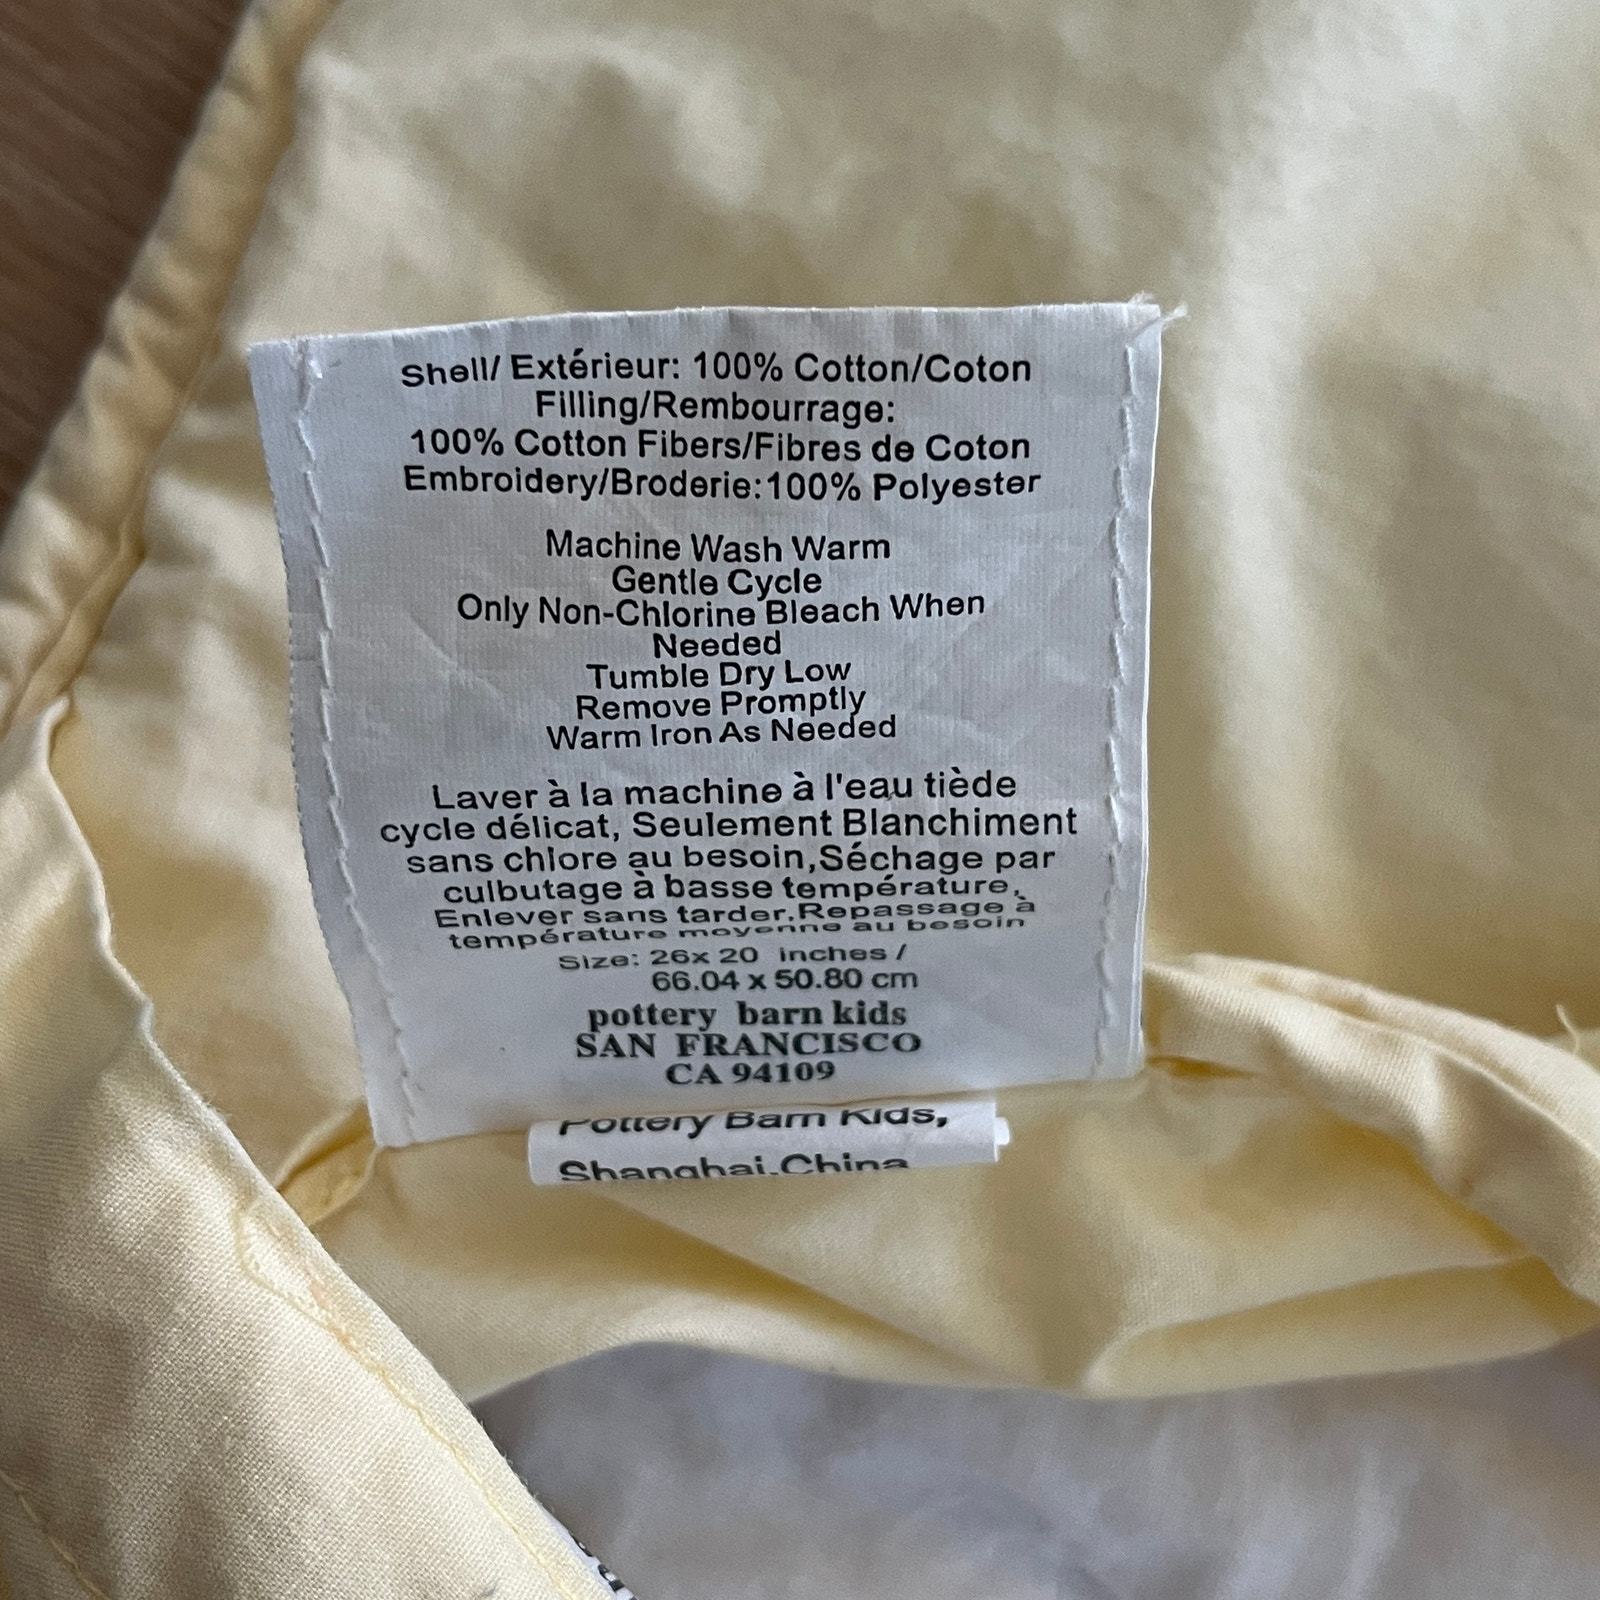 Shell/ Extérieur: 100% Cotton/Coton
Filling/Rembourrage:
100% Cotton Fibers/Fibres de Coton
Embroidery/Broderie:100% Polyester
Machine Wash Warm
Gentle Cycle
Only Non-Chlorine Bleach When
Needed
Tumble Dry Low
Remove Promptly
Warm Iron As Needed
Laver à la machine à l'eau tiède
cycle délicat, Seulement Blanchiment
sans chlore au besoin,Séchage par
culbutage à basse température,
Enlever sans tarder.Repassage à
température moyenne au besoin
Size: 26x 20 inches /
66.04 x 50.80 cm
pottery barn kids
SAN FRANCISCO
CA 94109
Pottery Barn Kids,
Shanghai.China